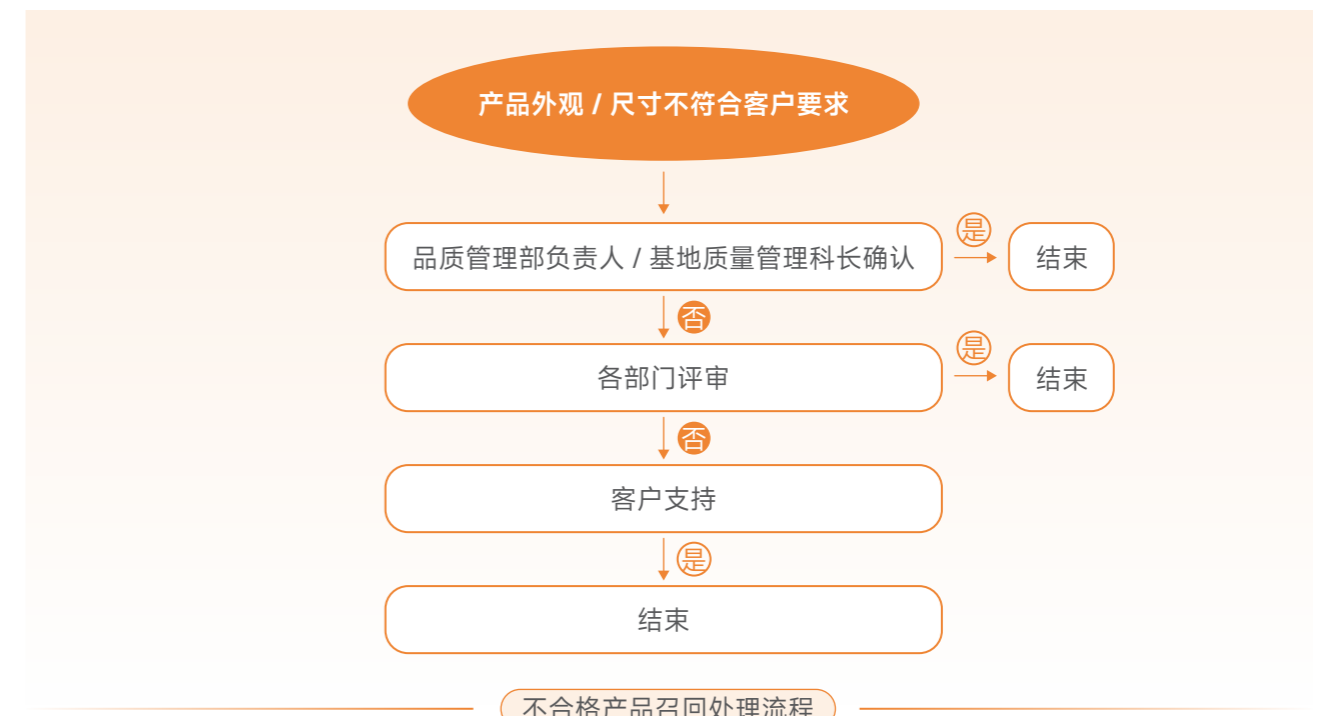 产品外观 / 尺寸不符合客户要求
品质管理部负责人 / 基地质量管理科长确认
是
结束
否
各部门评审
是
结束
否
客户支持
是
结束
不合格产品召回处理流程